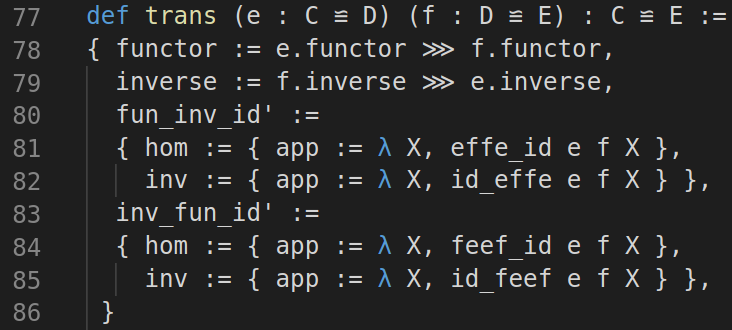 77 def trans (e : C ≌ D) (f : D ≌ E) : C ≌ E :=
78 { functor := e.functor ⋙ f.functor,
79 inverse := f.inverse ⋙ e.inverse,
80 fun_inv_id' :=
81 { hom := { app := λ X, effe_id e f X },
82 inv := { app := λ X, id_effe e f X } },
83 inv_fun_id' :=
84 { hom := { app := λ X, feef_id e f X },
85 inv := { app := λ X, id_feef e f X } },
86 }